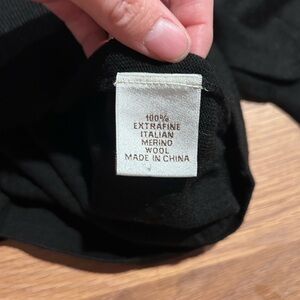 100%
EXTRAFINE
ITALIAN
MERINO
WOOL
MADE IN CHINA